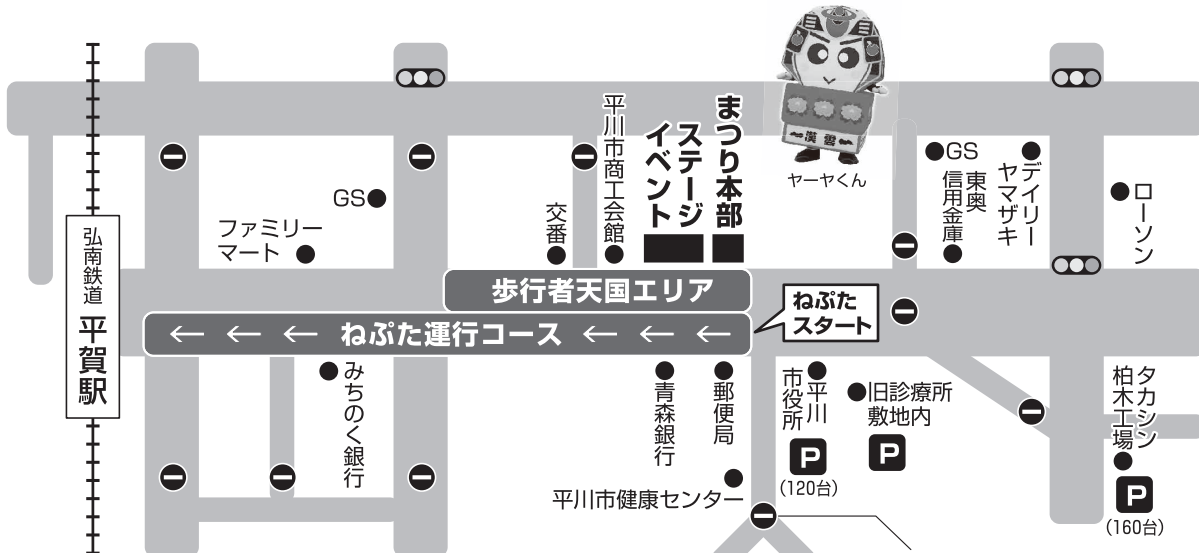 ヤーヤくん
漢雲
まつり本部
ステージ
イベント
平川市商工会館
交番
GS
ファミリー
マート
弘南鉄道
平賀駅
GS
東奥
信用金庫
デイリー
ヤマザキ
ローソン
歩行者天国エリア
ねぷた運行コース
ねぷた
スタート
みちのく銀行
青森銀行
郵便局
平川
市役所
P
(120台)
旧診療所
敷地内
P
平川市健康センター
タカシン
柏木工場
P
(160台)